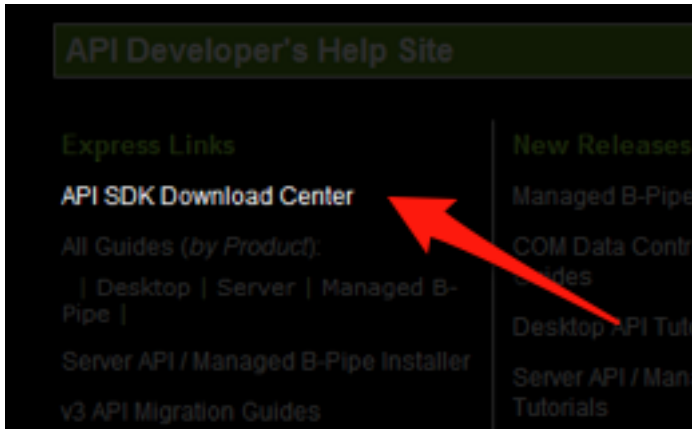 API Developer's Help Site
Express Links
API SDK Download Center
All Guides (by Product):
| Desktop | Server | Managed B-
Pipe |
Server API / Managed B-Pipe Installer
v3 API Migration Guides
New Releases
Managed B-Pipe
COM Data Contr
Guides
Desktop API Tut
Server API / Man
Tutorials